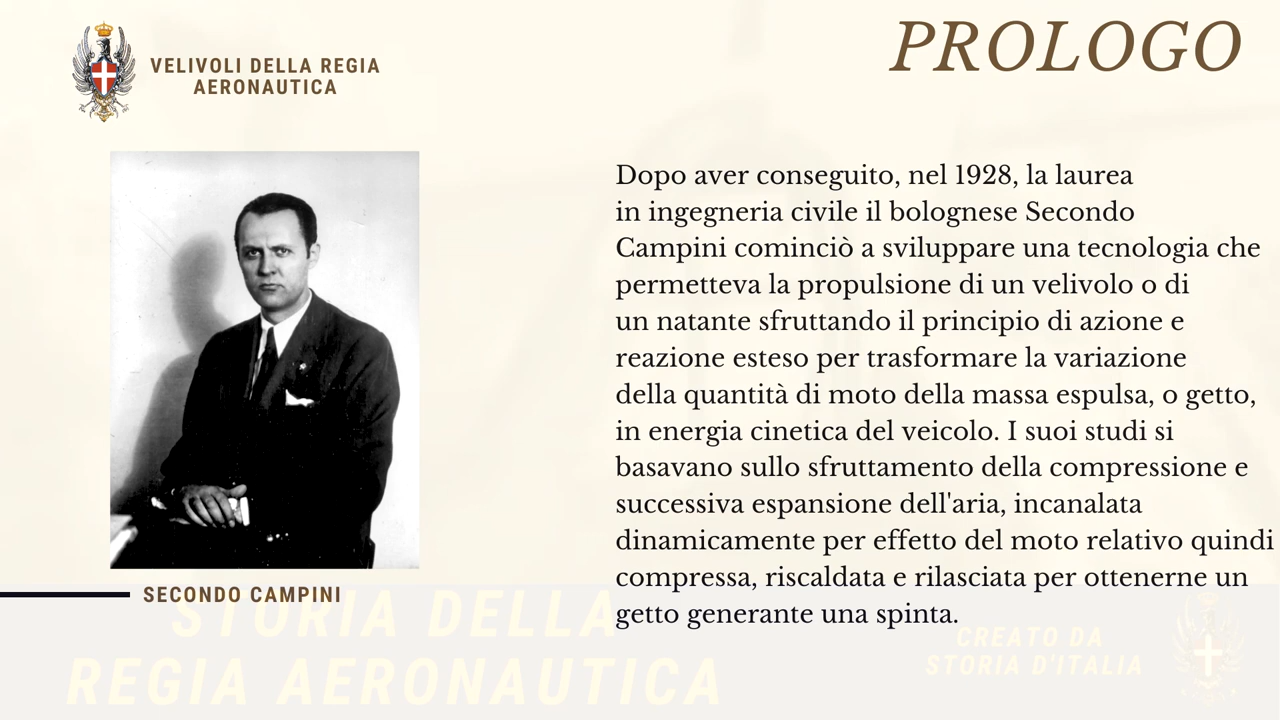 VELIVOLI DELLA REGIA
AERONAUTICA
PROLOGO
Dopo aver conseguito, nel 1928, la laurea
in ingegneria civile il bolognese Secondo
Campini cominciò a sviluppare una tecnologia che
permetteva la propulsione di un velivolo o di
un natante sfruttando il principio di azione e
reazione esteso per trasformare la variazione
della quantità di moto della massa espulsa, o getto,
in energia cinetica del veicolo. I suoi studi si
basavano sullo sfruttamento della compressione e
successiva espansione dell'aria, incanalata
dinamicamente per effetto del moto relativo quindi
compressa, riscaldata e rilasciata per ottenerne un
getto generante una spinta.
SECONDO CAMPINI
STORIA DELLA
REGIA AERONAUTICA
CREATO DA
STORIA D'ITALIA